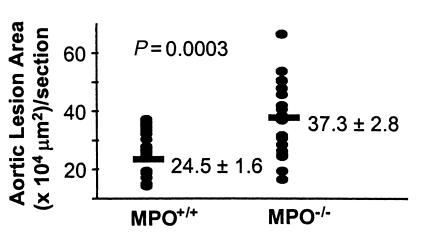 Aortic Lesion Area
(x 10⁴ μm²)/section
60
40
20
P = 0.0003
24.5 ± 1.6
37.3 ± 2.8
MPO⁺/⁺
MPO⁻/⁻